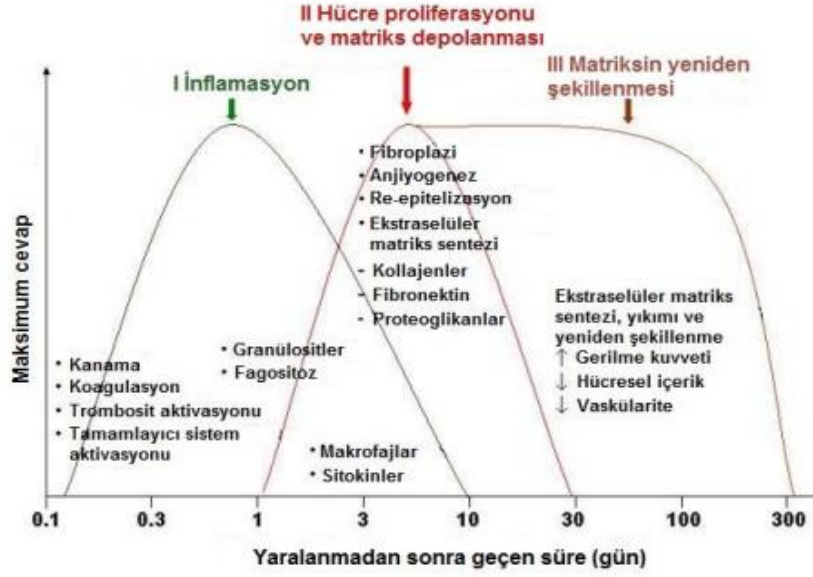 II Hücre proliferasyonu
ve matriks depolanması
I İnflamasyon
III Matriksin yeniden
şekillenmesi
Maksimum cevap
• Fibroplazi
• Anjiyogenez
• Re-epitelizasyon
• Ekstraselüler
matriks sentezi
- Kollajenler
- Fibronektin
- Proteoglikanlar
• Kanama
• Koagulasyon
• Trombosit aktivasyonu
• Tamamlayıcı sistem
aktivasyonu
• Granülositler
• Fagositoz
• Makrofajlar
• Sitokinler
Ekstraselüler matriks
sentezi, yıkımı ve
yeniden şekillenme
↑ Gerilme kuvveti
↓ Hücresel içerik
↓ Vaskülarite
0.1 0.3 1 3 10 30 100 300
Yaralanmadan sonra geçen süre (gün)